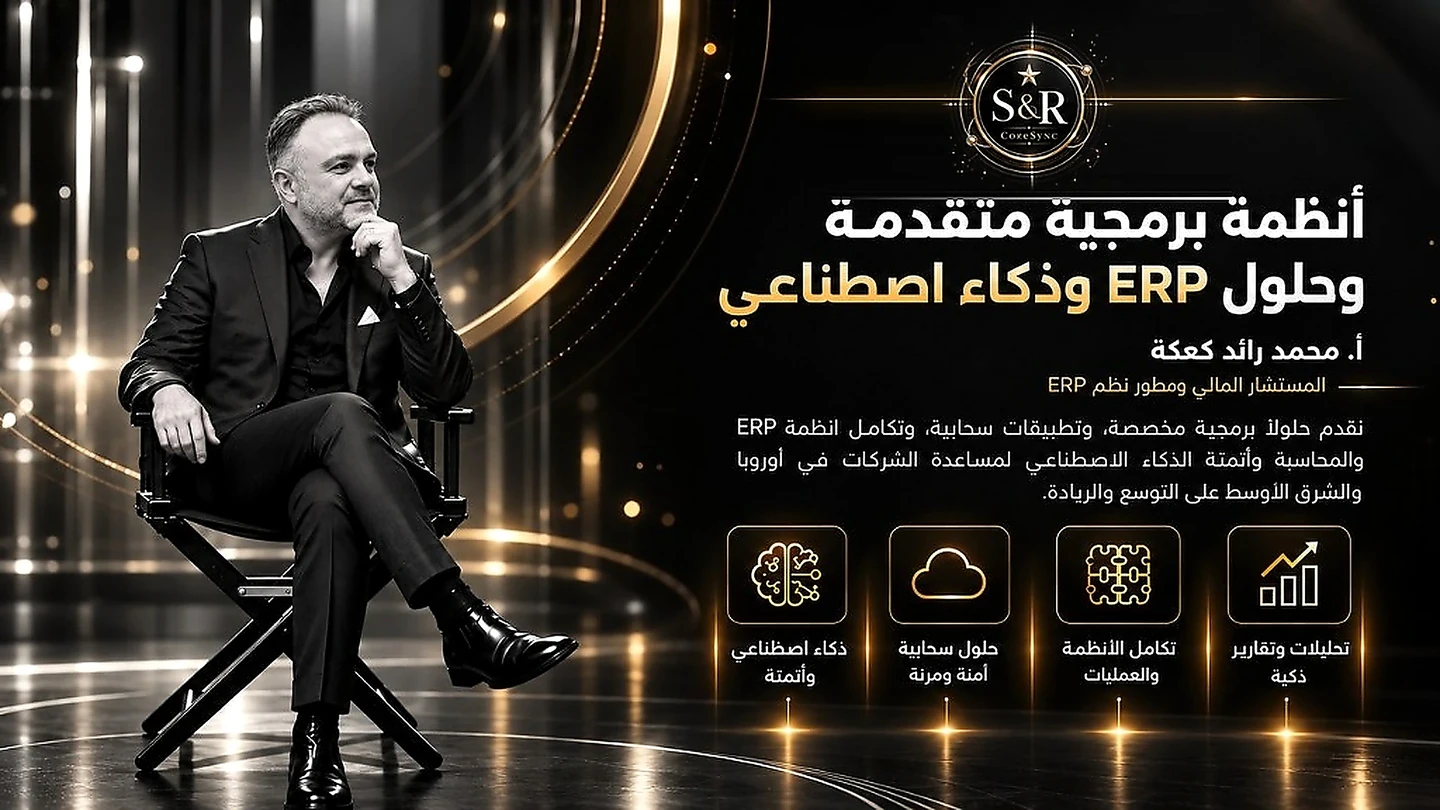 S&R
CoreSync
أنظمة برمجية متقدمة
وحلول ERP وذكاء اصطناعي
أ. محمد رائد كعكة
المستشار المالي ومطور نظم ERP
نقدم حلولاً برمجية مخصصة، وتطبيقات سحابية، وتكامل انظمة ERP
والمحاسبة وأتمتة الذكاء الاصطناعي لمساعدة الشركات في أوروبا
والشرق الأوسط على التوسع والريادة.
تحليلات وتقارير
ذكية
تكامل الأنظمة
والعمليات
حلول سحابية
أمنة ومرنة
ذكاء اصطناعي
وأتمتة